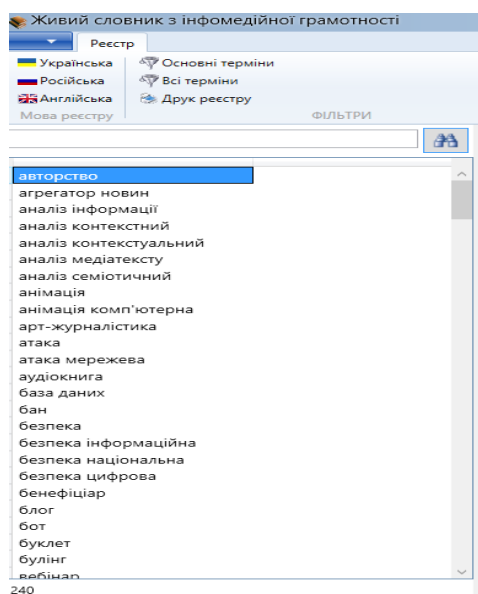 Живий словник з інфомедійної грамотності
Реєстр
Українська
Основні терміни
Російська
Всі терміни
Англійська
Друк реєстру
Мова реєстру
ФІЛЬТРИ
авторство
агрегатор новин
аналіз інформації
аналіз контекстний
аналіз контекстуальний
аналіз медіатексту
аналіз семіотичний
анімація
анімація комп'ютерна
арт-журналістика
атака
атака мережева
аудіокнига
база даних
бан
безпека
безпека інформаційна
безпека національна
безпека цифрова
бенефіціар
блог
бот
буклет
булінг
вебінар
240